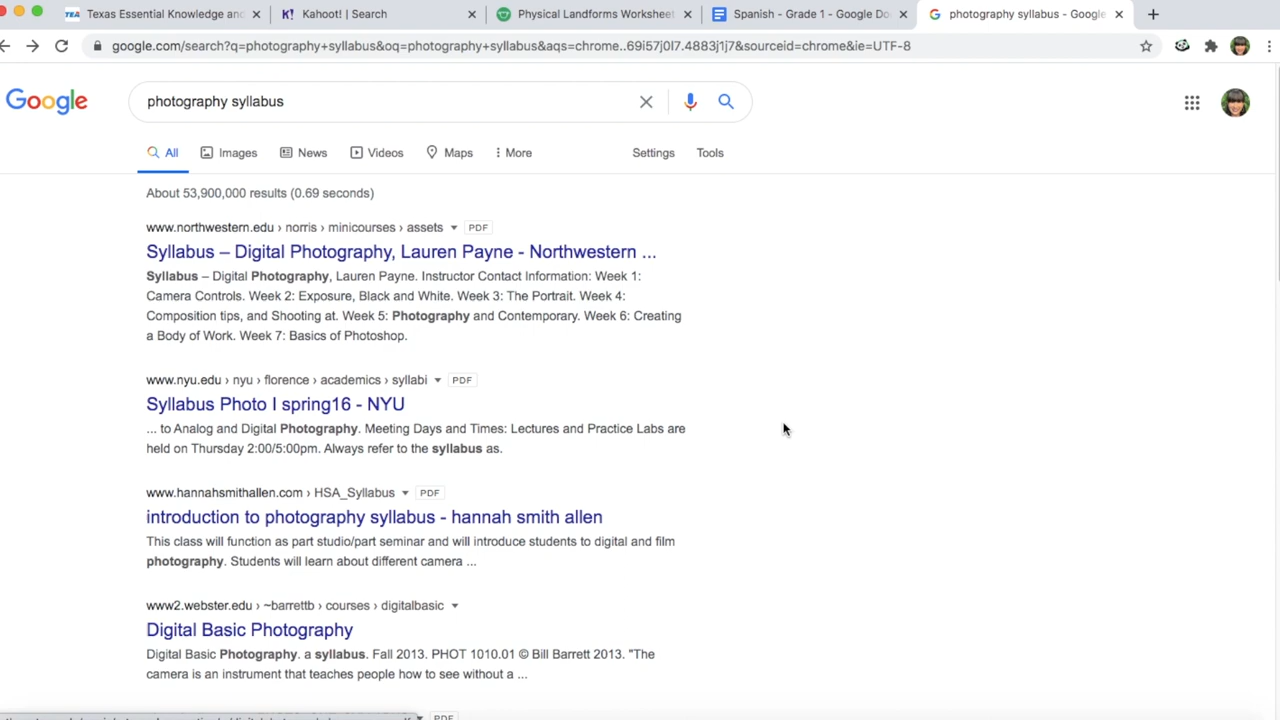 TEA Texas Essential Knowledge and
K! Kahoot! | Search
Physical Landforms Worksheet
Spanish - Grade 1 - Google Do
photography syllabus - Google
google.com/search?q=photography+syllabus&oq=photography+syllabus&aqs=chrome..69i57j0l7.4883j1j7&sourceid=chrome&ie=UTF-8
Google
photography syllabus
All Images News Videos Maps More Settings Tools
About 53,900,000 results (0.69 seconds)
www.northwestern.edu › norris › minicourses › assets PDF
Syllabus – Digital Photography, Lauren Payne - Northwestern ...
Syllabus – Digital Photography, Lauren Payne. Instructor Contact Information: Week 1:
Camera Controls. Week 2: Exposure, Black and White. Week 3: The Portrait. Week 4:
Composition tips, and Shooting at. Week 5: Photography and Contemporary. Week 6: Creating
a Body of Work. Week 7: Basics of Photoshop.
www.nyu.edu › nyu › florence › academics › syllabi PDF
Syllabus Photo I spring16 - NYU
... to Analog and Digital Photography. Meeting Days and Times: Lectures and Practice Labs are
held on Thursday 2:00/5:00pm. Always refer to the syllabus as.
www.hannahsmithallen.com › HSA_Syllabus PDF
introduction to photography syllabus - hannah smith allen
This class will function as part studio/part seminar and will introduce students to digital and film
photography. Students will learn about different camera ...
www2.webster.edu › ~barrettb › courses › digitalbasic
Digital Basic Photography
Digital Basic Photography. a syllabus. Fall 2013. PHOT 1010.01 © Bill Barrett 2013. "The
camera is an instrument that teaches people how to see without a ...
PDF